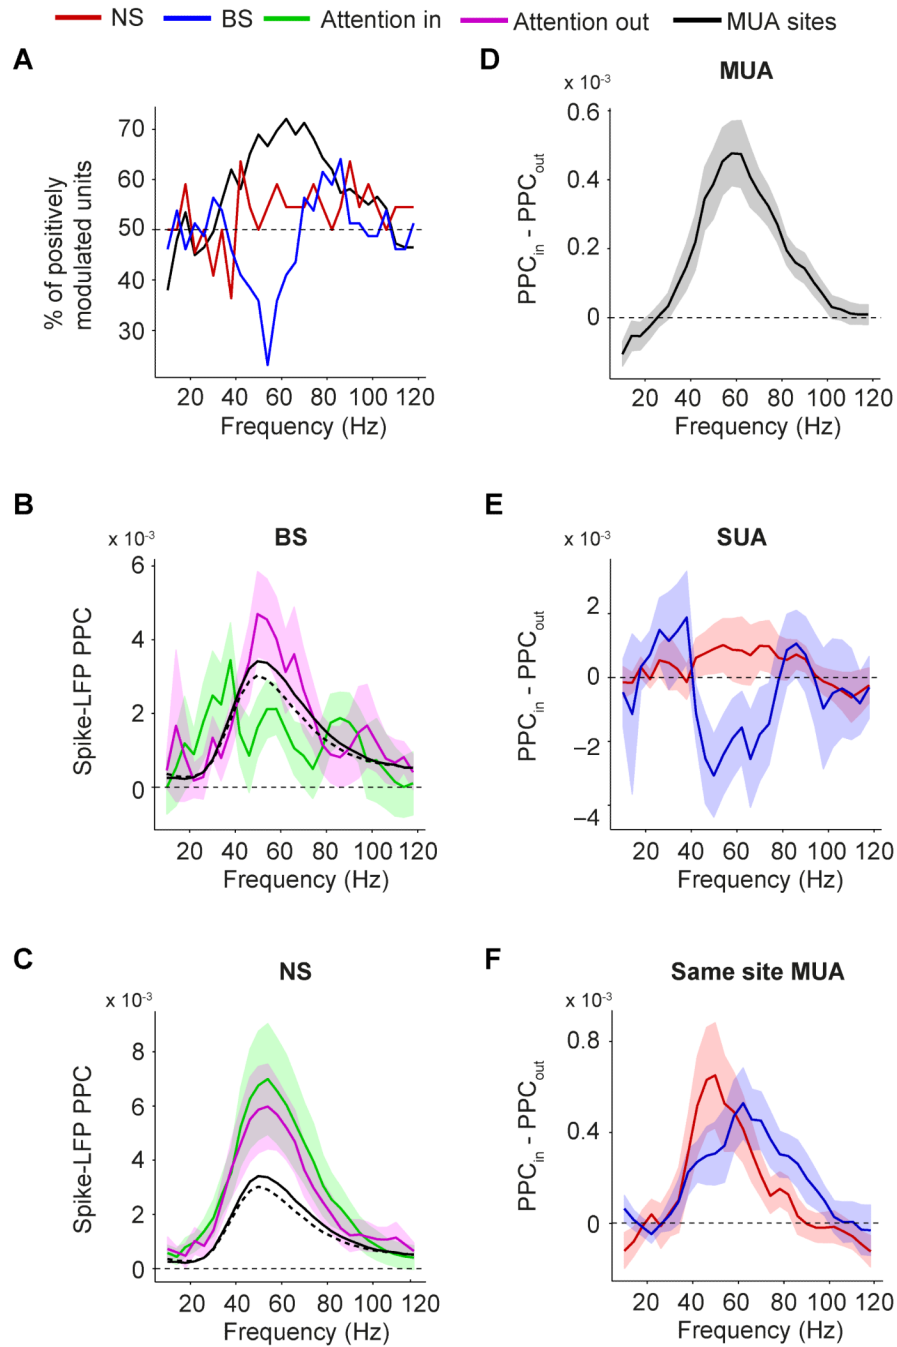 NS BS Attention in Attention out MUA sites
A
70
60
50
40
30
% of positively
modulated units
20 40 60 80 100 120
Frequency (Hz)
D
MUA
x 10-3
0.6
0.4
0.2
0
PPCin - PPCout
20 40 60 80 100 120
Frequency (Hz)
B
BS
x 10-3
6
4
2
0
Spike-LFP PPC
20 40 60 80 100 120
Frequency (Hz)
E
SUA
x 10-3
2
0
−2
−4
PPCin - PPCout
20 40 60 80 100 120
Frequency (Hz)
C
NS
x 10-3
8
6
4
2
0
Spike-LFP PPC
20 40 60 80 100 120
Frequency (Hz)
F
Same site MUA
x 10-3
0.8
0.4
0
PPCin - PPCout
20 40 60 80 100 120
Frequency (Hz)